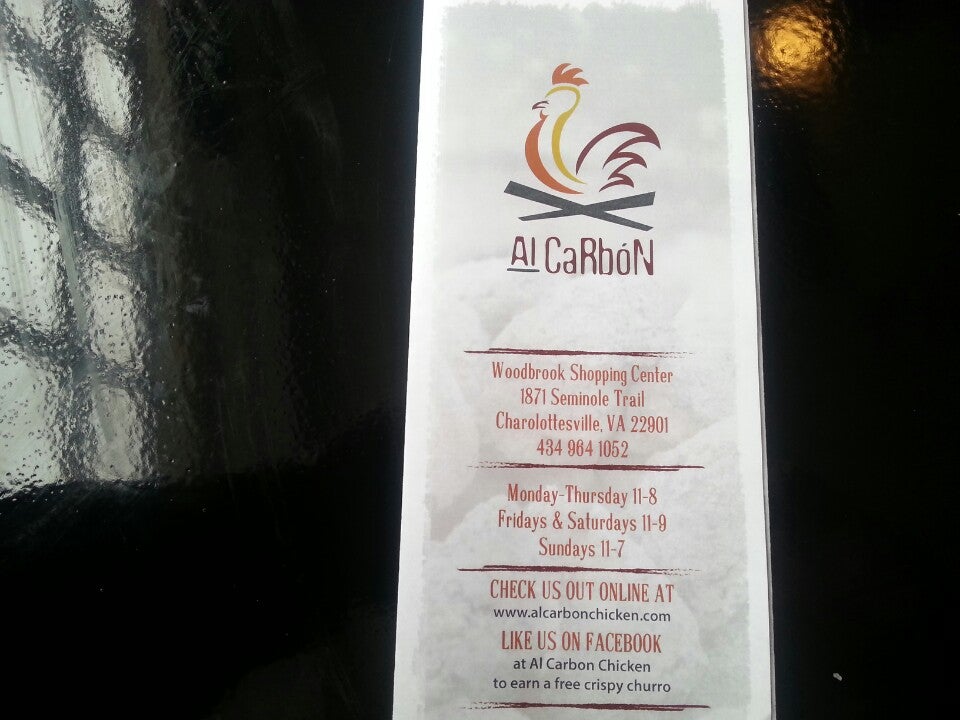 Al CaRbóN
Woodbrook Shopping Center
1871 Seminole Trail
Charolottesville, VA 22901
434 964 1052
Monday-Thursday 11-8
Fridays & Saturdays 11-9
Sundays 11-7
CHECK US OUT ONLINE AT
www.alcarbonchicken.com
LIKE US ON FACEBOOK
at Al Carbon Chicken
to earn a free crispy churro